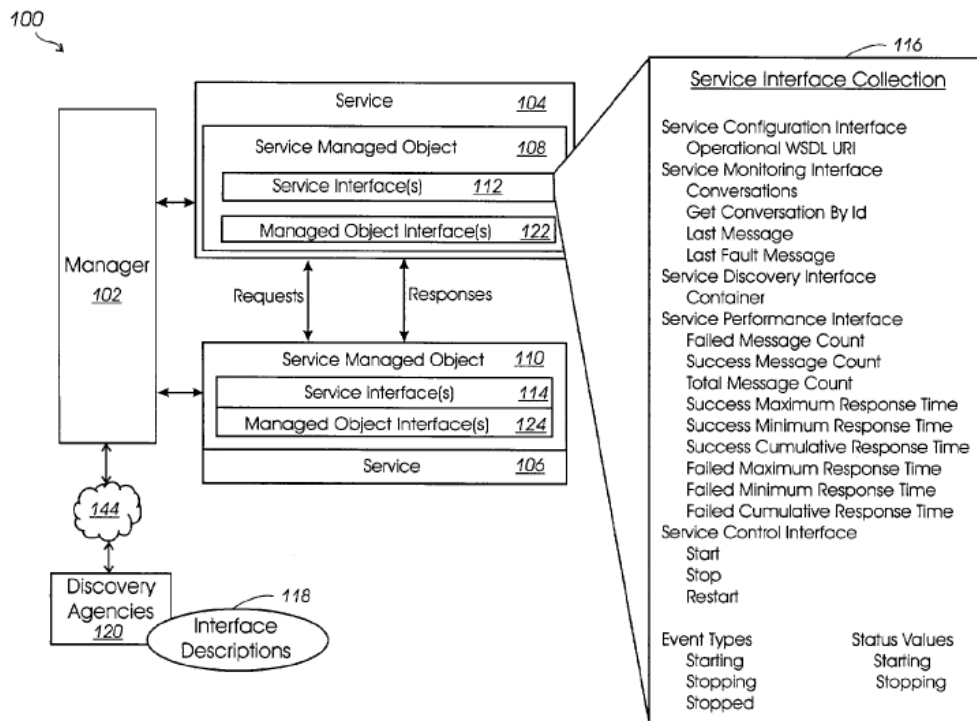 100
Service 104
Service Managed Object 108
Service Interface(s) 112
Managed Object Interface(s) 122
Manager
102
Requests
Responses
Service Managed Object 110
Service Interface(s) 114
Managed Object Interface(s) 124
Service 106
144
Discovery
Agencies
120
118
Interface
Descriptions
116
Service Interface Collection
Service Configuration Interface
Operational WSDL URI
Service Monitoring Interface
Conversations
Get Conversation By Id
Last Message
Last Fault Message
Service Discovery Interface
Container
Service Performance Interface
Failed Message Count
Success Message Count
Total Message Count
Success Maximum Response Time
Success Minimum Response Time
Success Cumulative Response Time
Failed Maximum Response Time
Failed Minimum Response Time
Failed Cumulative Response Time
Service Control Interface
Start
Stop
Restart
Event Types Status Values
Starting Starting
Stopping Stopping
Stopped